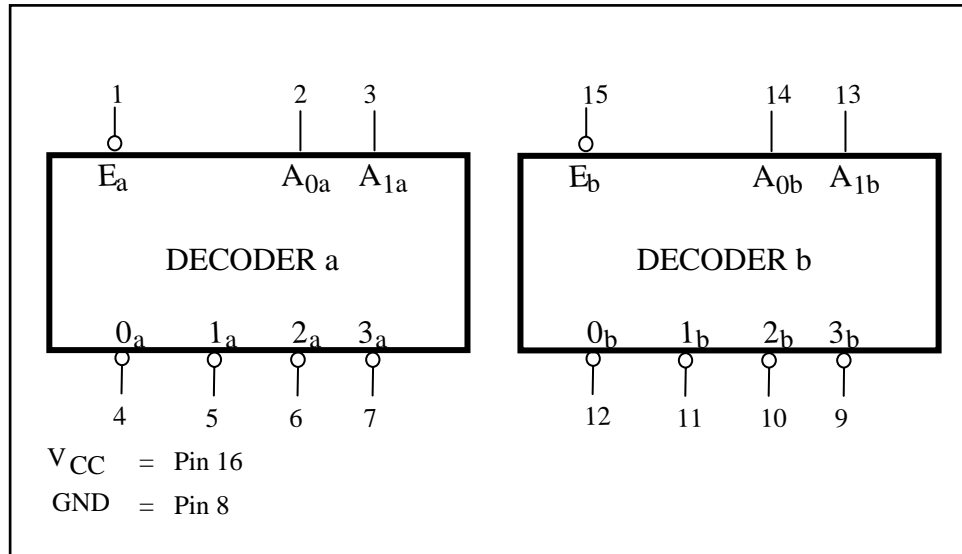 1 2 3 15 14 13
Ea A0a A1a Eb A0b A1b
DECODER a DECODER b
0a 1a 2a 3a 0b 1b 2b 3b
4 5 6 7 12 11 10 9
VCC = Pin 16
GND = Pin 8